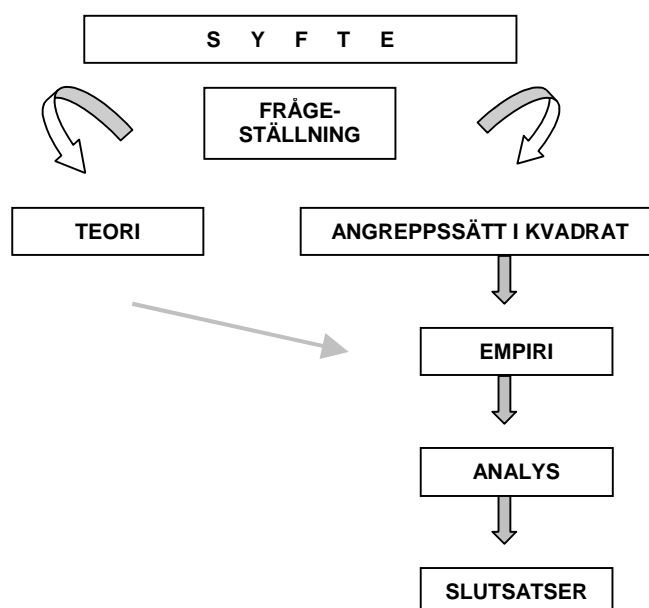 S Y F T E
FRÅGE-
STÄLLNING
TEORI
ANGREPPSSÄTT I KVADRAT
EMPIRI
ANALYS
SLUTSATSER